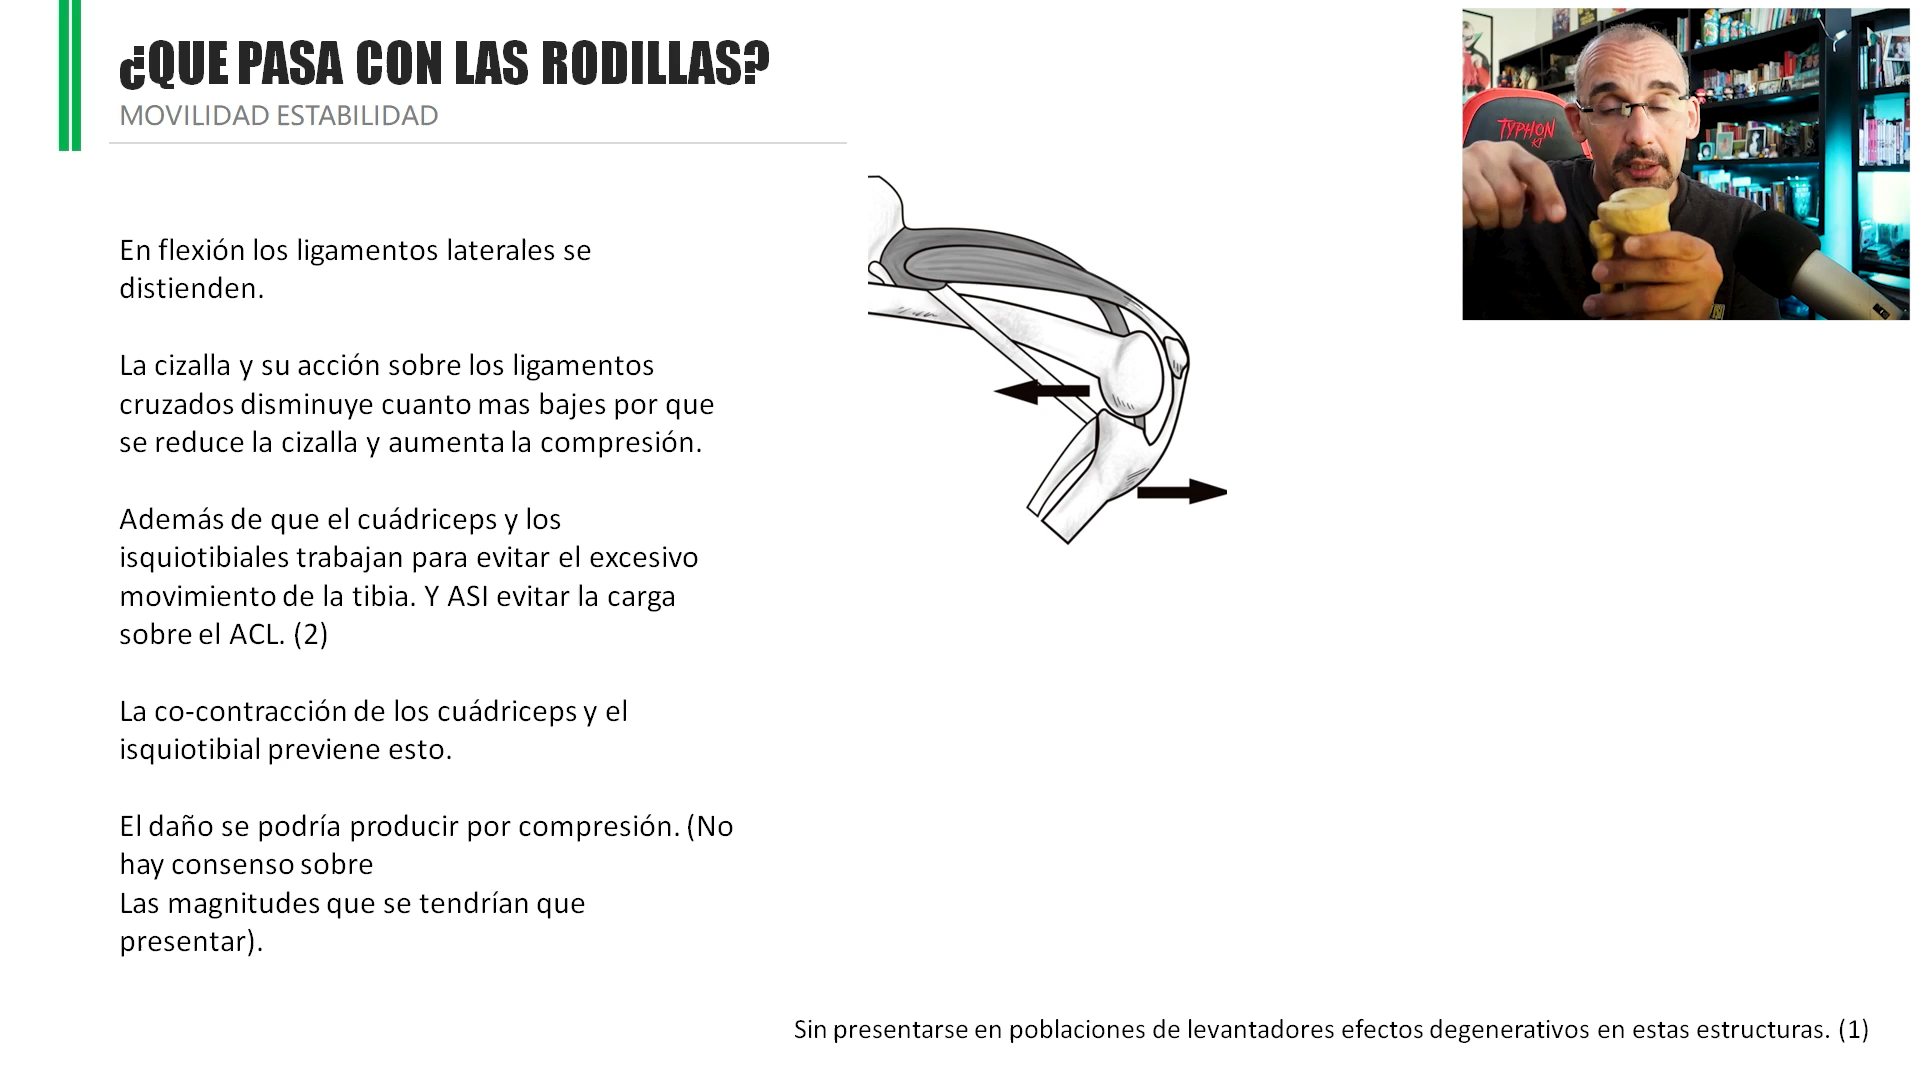 ¿QUE PASA CON LAS RODILLAS?
MOVILIDAD ESTABILIDAD
En flexión los ligamentos laterales se
distienden.
La cizalla y su acción sobre los ligamentos
cruzados disminuye cuanto mas bajes por que
se reduce la cizalla y aumenta la compresión.
Además de que el cuádriceps y los
isquiotibiales trabajan para evitar el excesivo
movimiento de la tibia. Y ASI evitar la carga
sobre el ACL. (2)
La co-contracción de los cuádriceps y el
isquiotibial previene esto.
El daño se podría producir por compresión. (No
hay consenso sobre
Las magnitudes que se tendrían que
presentar).
Sin presentarse en poblaciones de levantadores efectos degenerativos en estas estructuras. (1)
TYPHON